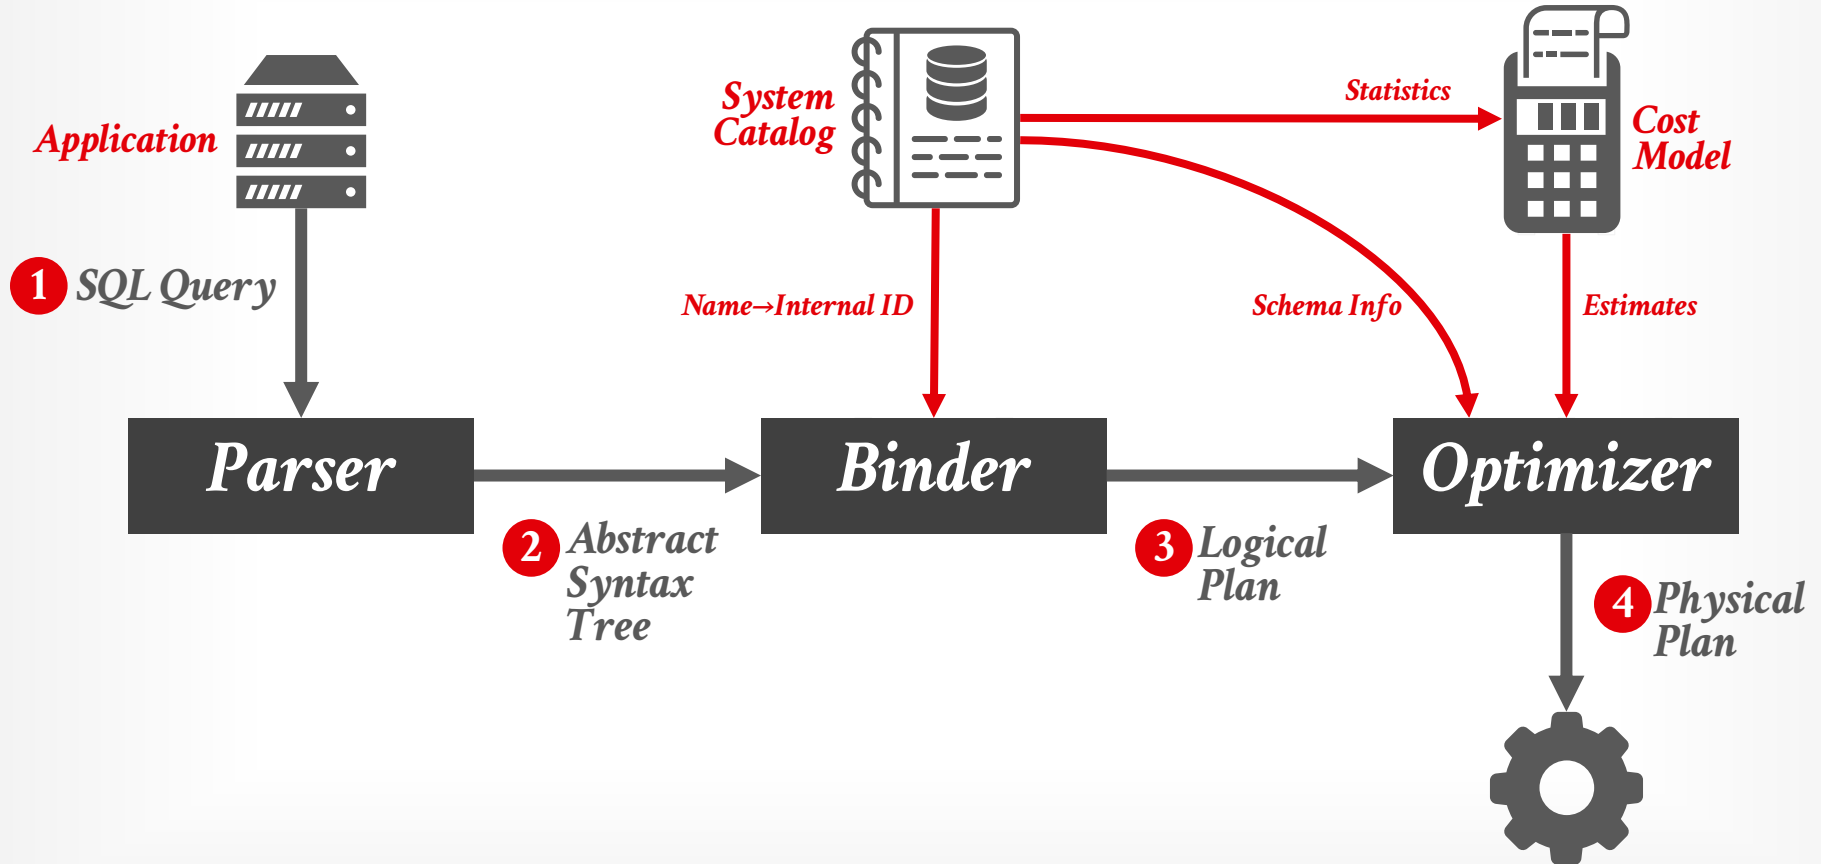 Application
1 SQL Query
System
Catalog
Statistics
Cost
Model
Name→Internal ID
Schema Info
Estimates
Parser
Binder
Optimizer
2 Abstract
Syntax
Tree
3 Logical
Plan
4 Physical
Plan